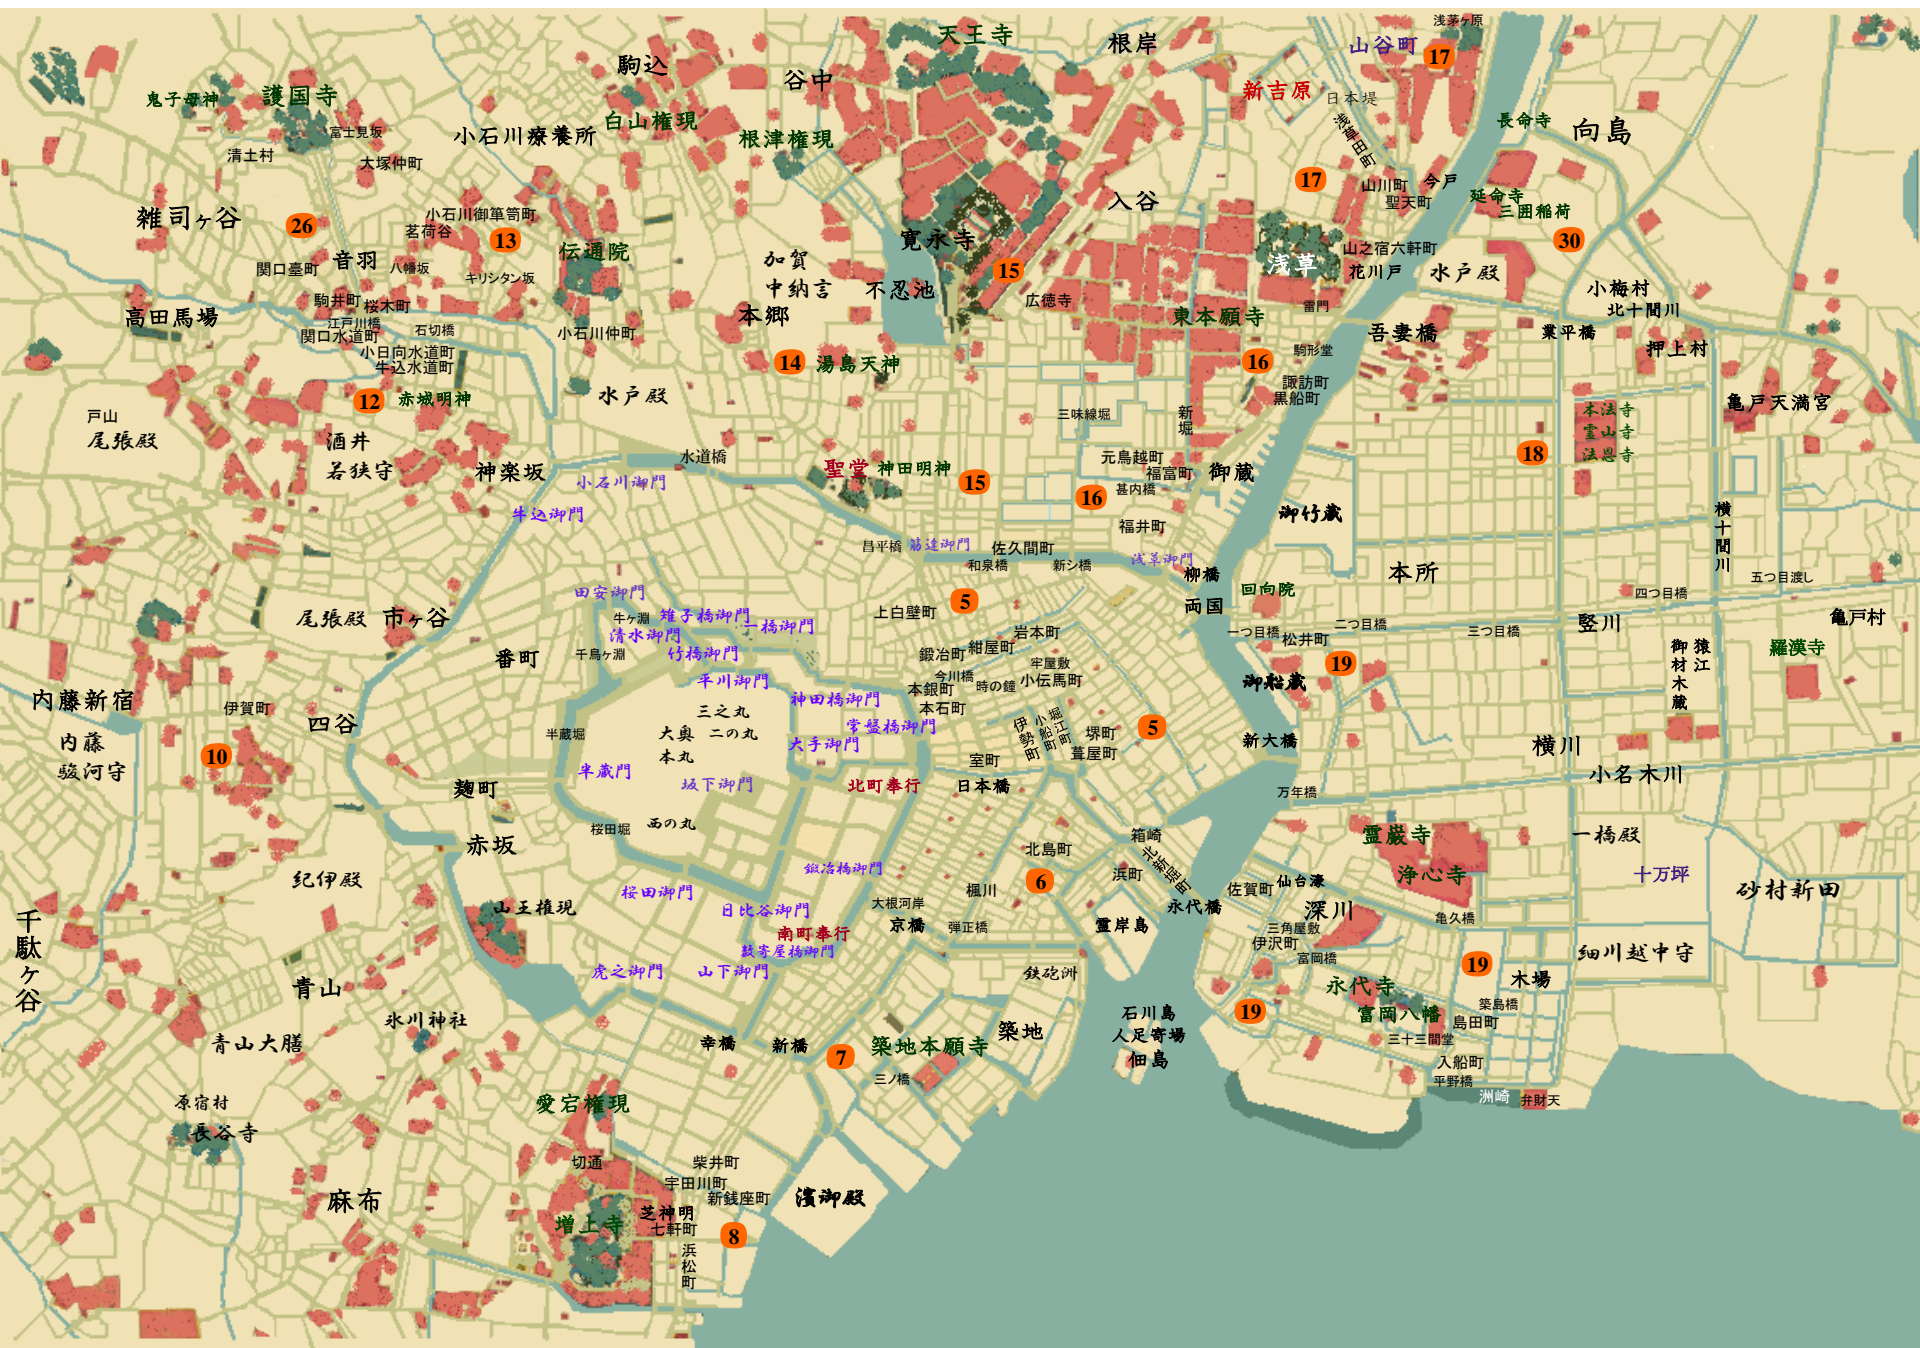 浅茅ヶ原
天王寺
根岸
山谷町
17
駒込
谷中
新吉原
日本堤
鬼子母神
護国寺
白山権現
根津権現
浅草田町
長命寺
向島
富士見坂
小石川療養所
清土村
大塚仲町
17
山川町
今戸
聖天町
延命寺
三囲稲荷
雑司ヶ谷
26
小石川御箪笥町
茗荷谷
13
入谷
30
伝通院
寛永寺
浅草
山之宿六軒町
花川戸
水戸殿
音羽
関口臺町
八幡坂
キリシタン坂
加賀
中納言
不忍池
15
広徳寺
小梅村
北十間川
駒井町
桜木町
高田馬場
江戸川橋
関口水道町
石切橋
小石川仲町
本郷
東本願寺
雷門
吾妻橋
業平橋
押上村
小日向水道町
牛込水道町
14
湯島天神
16
駒形堂
諏訪町
黒船町
12
赤城明神
水戸殿
戸山
尾張殿
三味線堀
新堀
本法寺
霊山寺
法恩寺
亀戸天満宮
酒井
若狭守
神楽坂
水道橋
聖堂
神田明神
15
元鳥越町
福富町
甚内橋
16
御蔵
18
小石川御門
牛込御門
御竹蔵
横十間川
福井町
昌平橋
筋違御門
佐久間町
和泉橋
新シ橋
浅草御門
柳橋
両国
本所
回向院
五つ目渡し
四つ目橋
田安御門
牛ヶ淵
雉子橋御門
一橋御門
清水御門
竹橋御門
千鳥ヶ淵
5
上白壁町
尾張殿
市ヶ谷
番町
岩本町
紺屋町
鍛冶町
牢屋敷
今川橋
時の鐘
小伝馬町
本銀町
本石町
一つ目橋
松井町
二つ目橋
三つ目橋
竪川
亀戸村
19
御船蔵
猿江
御材木蔵
羅漢寺
内藤新宿
伊賀町
四谷
平川御門
神田橋御門
常盤橋御門
大手御門
三之丸
大奥
二の丸
本丸
半蔵堀
半蔵門
坂下御門
西の丸
伊勢町
小船町
堀江町
堺町
葺屋町
5
新大橋
横川
小名木川
内藤
駿河守
10
麹町
北町奉行
室町
日本橋
万年橋
桜田堀
赤坂
箱崎
北新堀町
北島町
霊巌寺
浄心寺
一橋殿
十万坪
砂村新田
紀伊殿
桜田御門
鍛冶橋御門
6
楓川
浜町
永代橋
佐賀町
仙台濠
深川
亀久橋
千駄ヶ谷
山王権現
日比谷御門
南町奉行
数寄屋橋御門
大根河岸
京橋
弾正橋
霊岸島
三角屋敷
伊沢町
富岡橋
細川越中守
虎之御門
山下御門
鉄砲洲
19
木場
青山
永代寺
富岡八幡
築島橋
島田町
19
氷川神社
青山大膳
幸橋
新橋
7
築地本願寺
築地
三ノ橋
石川島
人足寄場
佃島
三十三間堂
入船町
平野橋
洲崎
弁財天
原宿村
長谷寺
愛宕権現
切通
柴井町
宇田川町
新銭座町
濱御殿
麻布
増上寺
芝神明
七軒町
8
浜松町